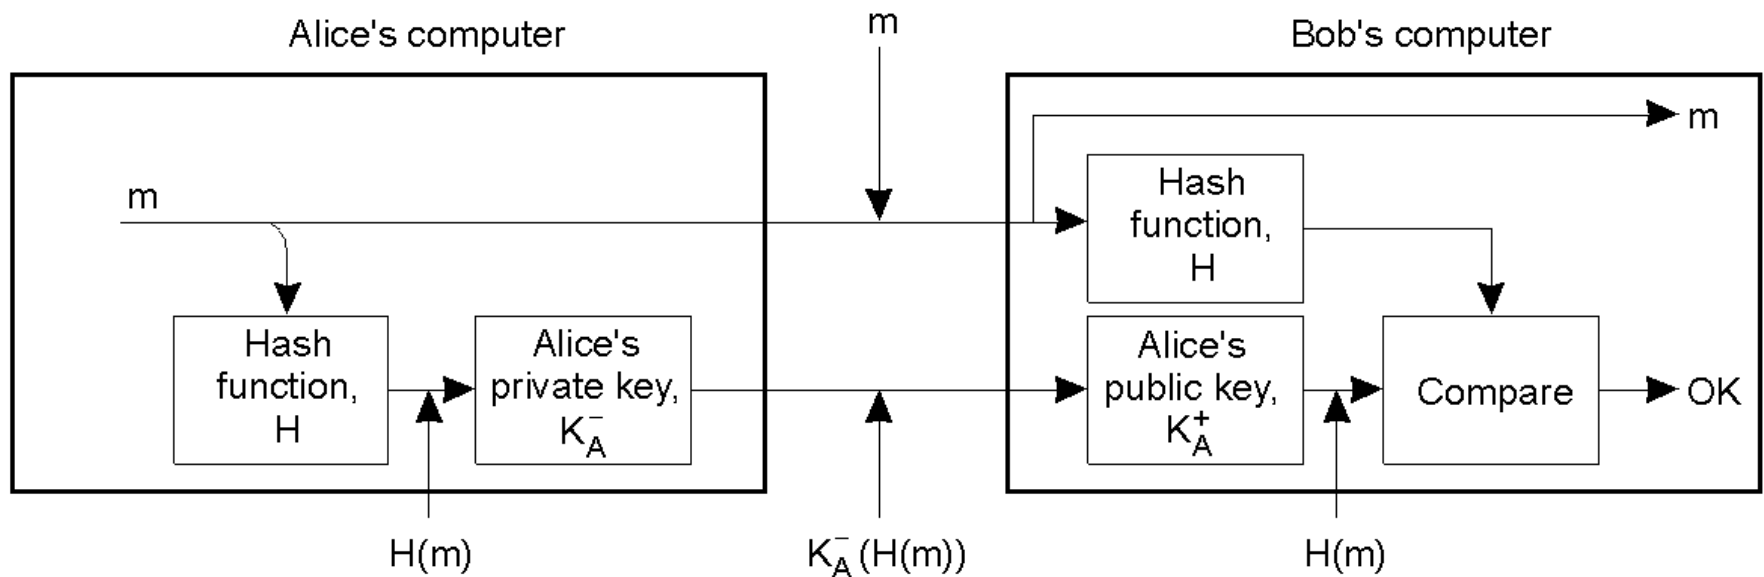 Alice's computer
m
Bob's computer
m
m
Hash
function,
H
Hash
function,
H
Alice's
private key,
K_A^-
Alice's
public key,
K_A^+
Compare
OK
H(m)
K_A^-(H(m))
H(m)